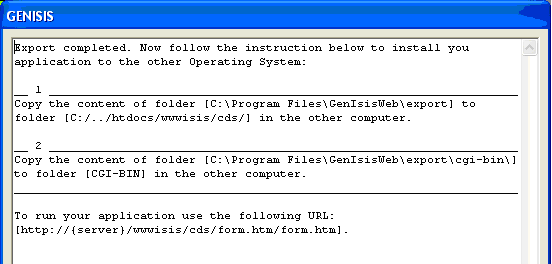 GENISIS
Export completed. Now follow the instruction below to install you
application to the other Operating System:
__ 1 ______________________________________________________________________
Copy the content of folder [C:\Program Files\GenIsisWeb\export] to
folder [C:/../htdocs/wwwisis/cds/] in the other computer.
__ 2 ______________________________________________________________________
Copy the content of folder [C:\Program Files\GenIsisWeb\export\cgi-bin\]
to folder [CGI-BIN] in the other computer.
___________________________________________________________________________
To run your application use the following URL:
[http://{server}/wwwisis/cds/form.htm/form.htm].